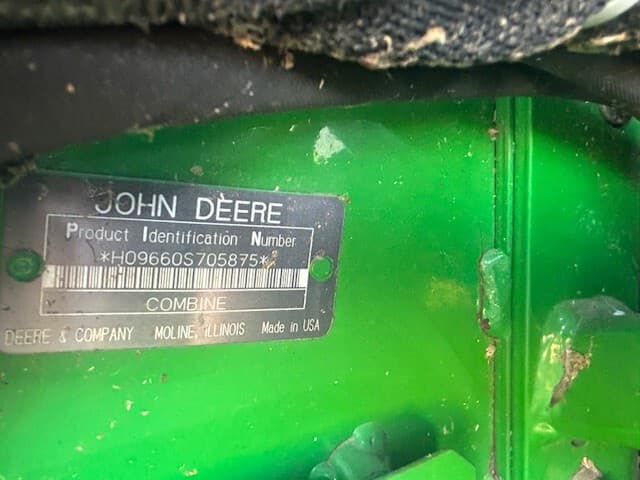 JOHN DEERE
Product Identification Number
*H09660S705875*
COMBINE
DEERE & COMPANY MOLINE, ILLINOIS Made in USA